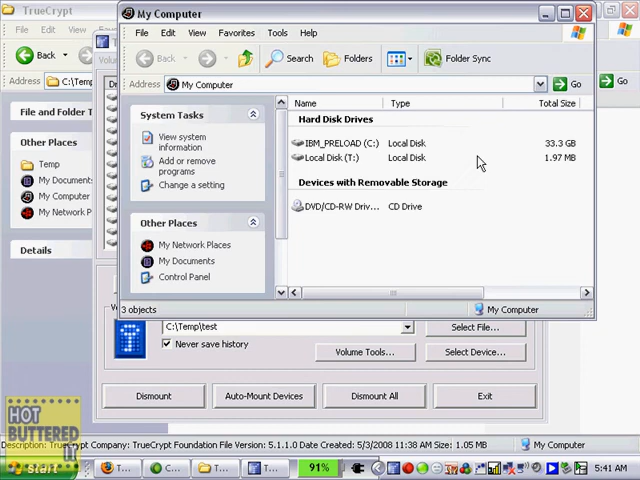 TrueCrypt
My Computer
File Edit View Favorites Tools Help
File Edit
Back
Back
Search Folders Folder Sync
Address C:\Temp
Address My Computer Go
Go
File and Folder T
Other Places
Temp
My Document
My Computer
My Network P
Details
System Tasks
View system information
Add or remove programs
Change a setting
Other Places
My Network Places
My Documents
Control Panel
Name Type Total Size
Hard Disk Drives
IBM_PRELOAD (C:) Local Disk 33.3 GB
Local Disk (T:) Local Disk 1.97 MB
Devices with Removable Storage
DVD/CD-RW Driv... CD Drive
3 objects
My Computer
C:\Temp\test
Select File...
Never save history
Volume Tools...
Select Device...
Dismount
Auto-Mount Devices
Dismount All
Exit
HOT
BUTTERED
IT
Description: TrueCrypt Company: TrueCrypt Foundation File Version: 5.1.1.0 Date Created: 5/3/2008 11:38 AM Size: 1.05 MB
My Computer
Start
T...
C...
T...
T...
91%
5:41 AM